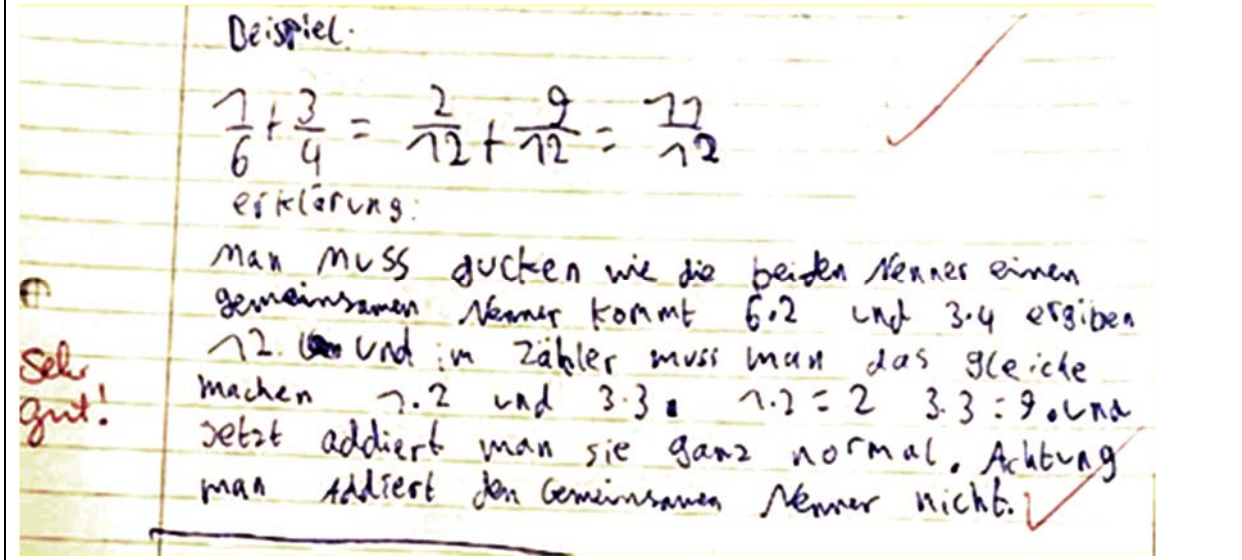 Beispiel:
1/6 + 3/4 = 2/12 + 9/12 = 11/12
erklärung:
Man muss gucken wie die beiden Nenner einen
gemeinsamen Nenner kommt 6·2 und 3·4 ergiben
12. Und im Zähler muss man das gleiche
machen 1·2 und 3·3. 1·2 = 2 3·3 = 9. und
jetzt addiert man sie ganz normal. Achtung
man Addiert den Gemeinsamen Nenner nicht.
Sehr
gut!